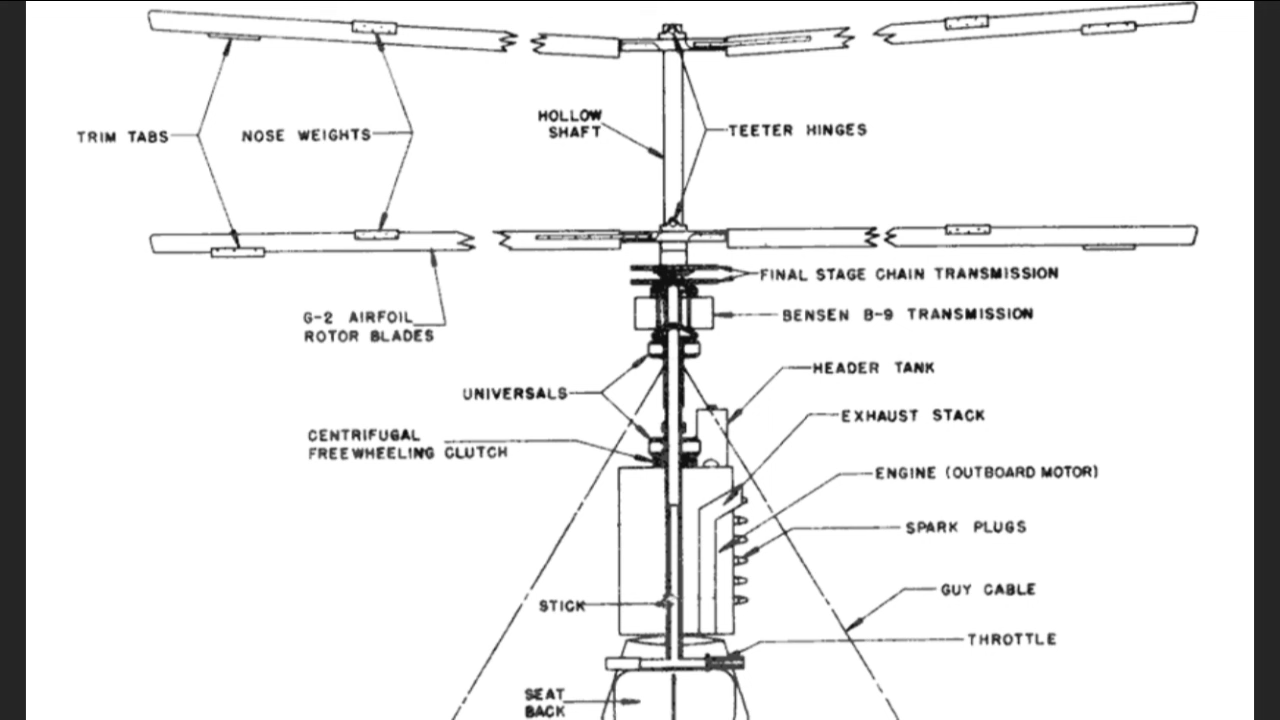 HOLLOW
SHAFT
TRIM TABS
NOSE WEIGHTS
TEETER HINGES
FINAL STAGE CHAIN TRANSMISSION
G-2 AIRFOIL
ROTOR BLADES
BENSEN B-9 TRANSMISSION
HEADER TANK
UNIVERSALS
EXHAUST STACK
CENTRIFUGAL
FREEWHEELING CLUTCH
ENGINE (OUTBOARD MOTOR)
SPARK PLUGS
GUY CABLE
STICK
THROTTLE
SEAT
BACK